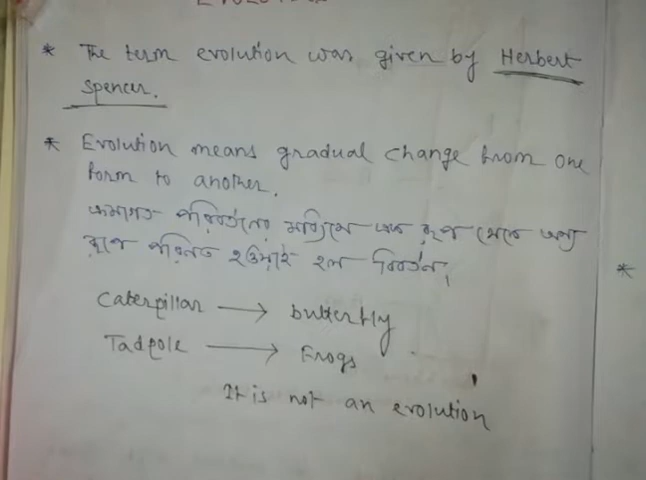 EVOLUTION
* The term evolution was given by Herbert
Spencer.
* Evolution means gradual change from one
form to another.
ক্রমাগত পরিবর্তনের মাধ্যমে এক রূপ থেকে অন্য
রূপে পরিনত হওয়াই হল বিবর্তন।
Caterpillar → butterfly
Tadpole → Frogs
It is not an evolution
*